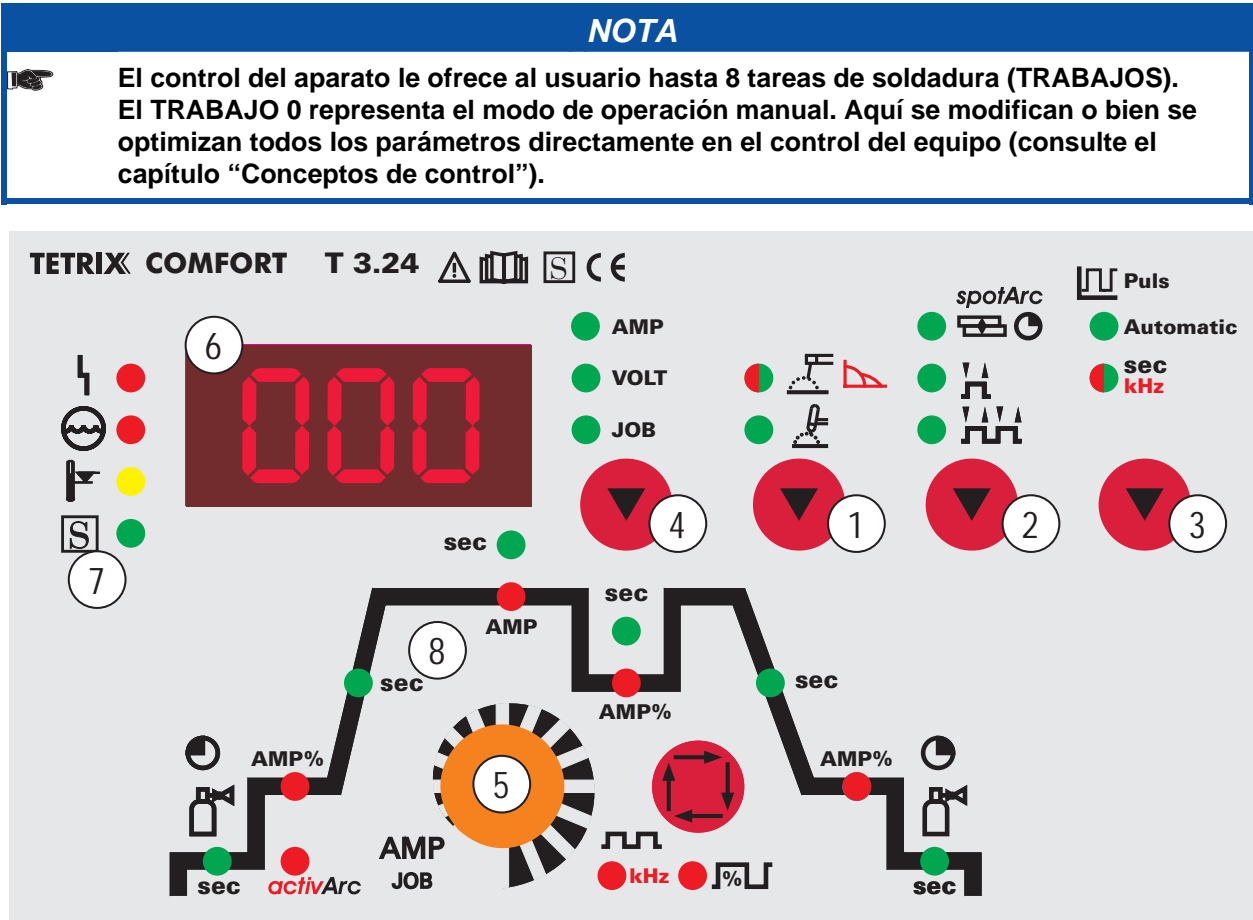 NOTA
El control del aparato le ofrece al usuario hasta 8 tareas de soldadura (TRABAJOS).
El TRABAJO 0 representa el modo de operación manual. Aquí se modifican o bien se
optimizan todos los parámetros directamente en el control del equipo (consulte el
capítulo “Conceptos de control”).
TETRIX COMFORT T 3.24 S CE
Puls
spotArc
6
AMP
Automatic
000
VOLT
sec
kHz
JOB
4
1
2
3
S
7
sec
sec
AMP
8
sec
sec
AMP%
AMP%
AMP%
5
AMP
JOB
kHz
%
sec
activArc
sec